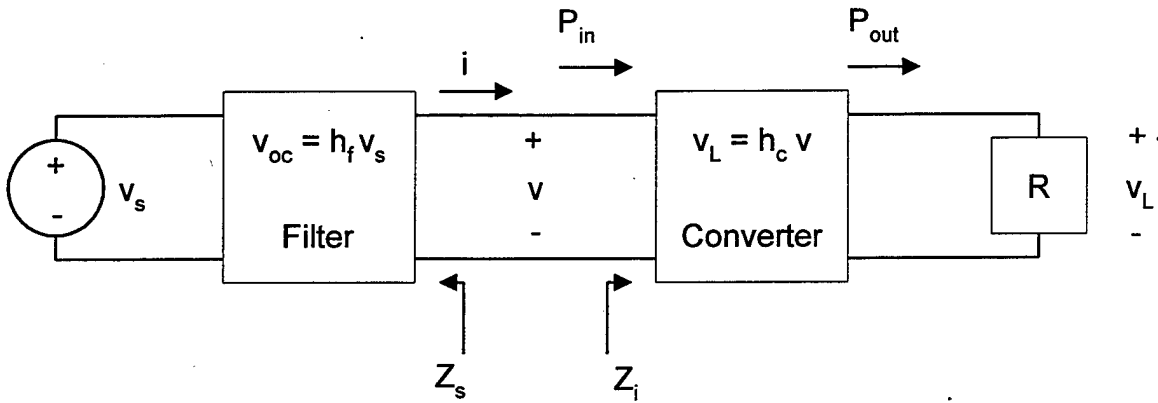 P_in
P_out
i
v_oc = h_f v_s
+
v_L = h_c v
+
+
v_s
v
R
v_L
-
Filter
-
Converter
-
Z_s
Z_i